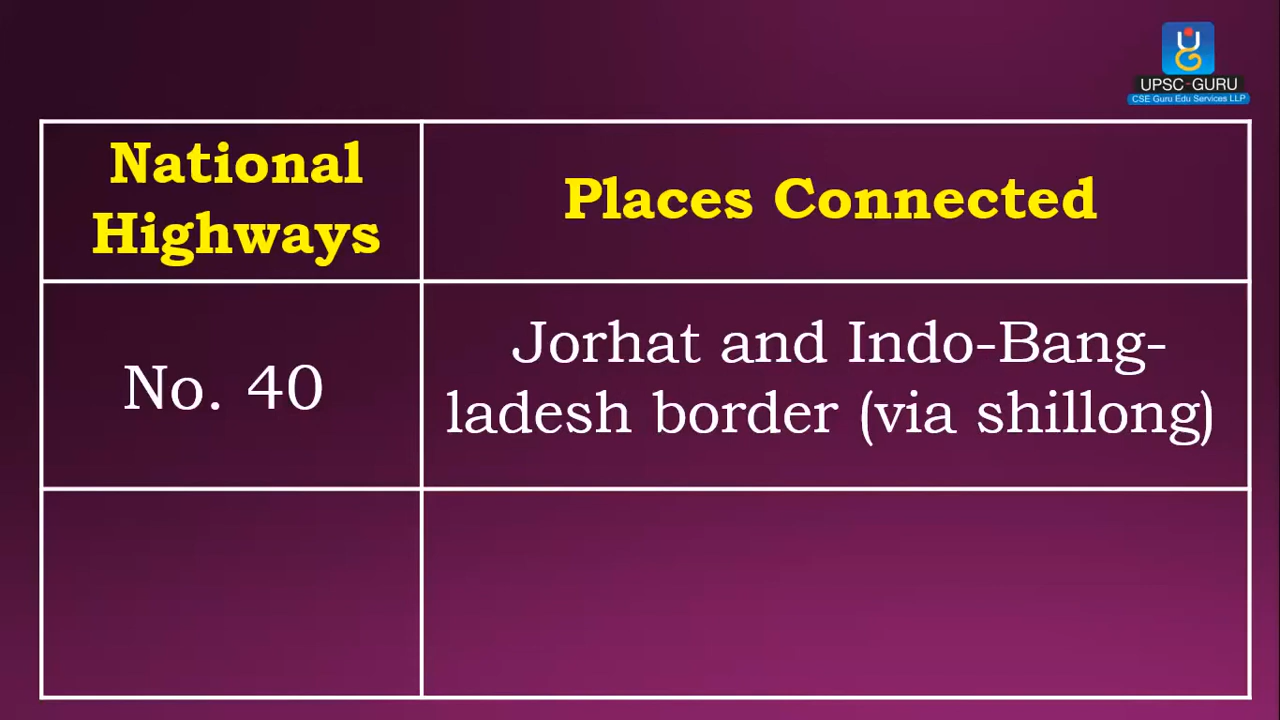 UPSC-GURU
CSE Guru Edu Services LLP
National
Highways
Places Connected
No. 40
Jorhat and Indo-Bang-
ladesh border (via shillong)